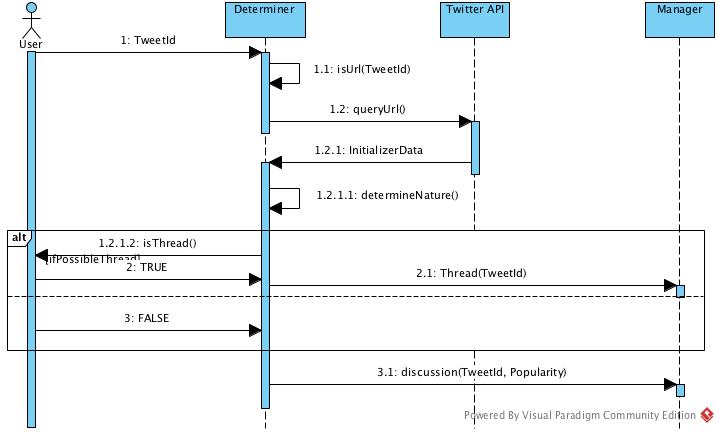 Determiner
Twitter API
Manager
User
1: TweetId
1.1: isUrl(TweetId)
1.2: queryUrl()
1.2.1: InitializerData
1.2.1.1: determineNature()
alt
1.2.1.2: isThread()
[ifPossibleThread]
2: TRUE
2.1: Thread(TweetId)
3: FALSE
3.1: discussion(TweetId, Popularity)
Powered By Visual Paradigm Community Edition